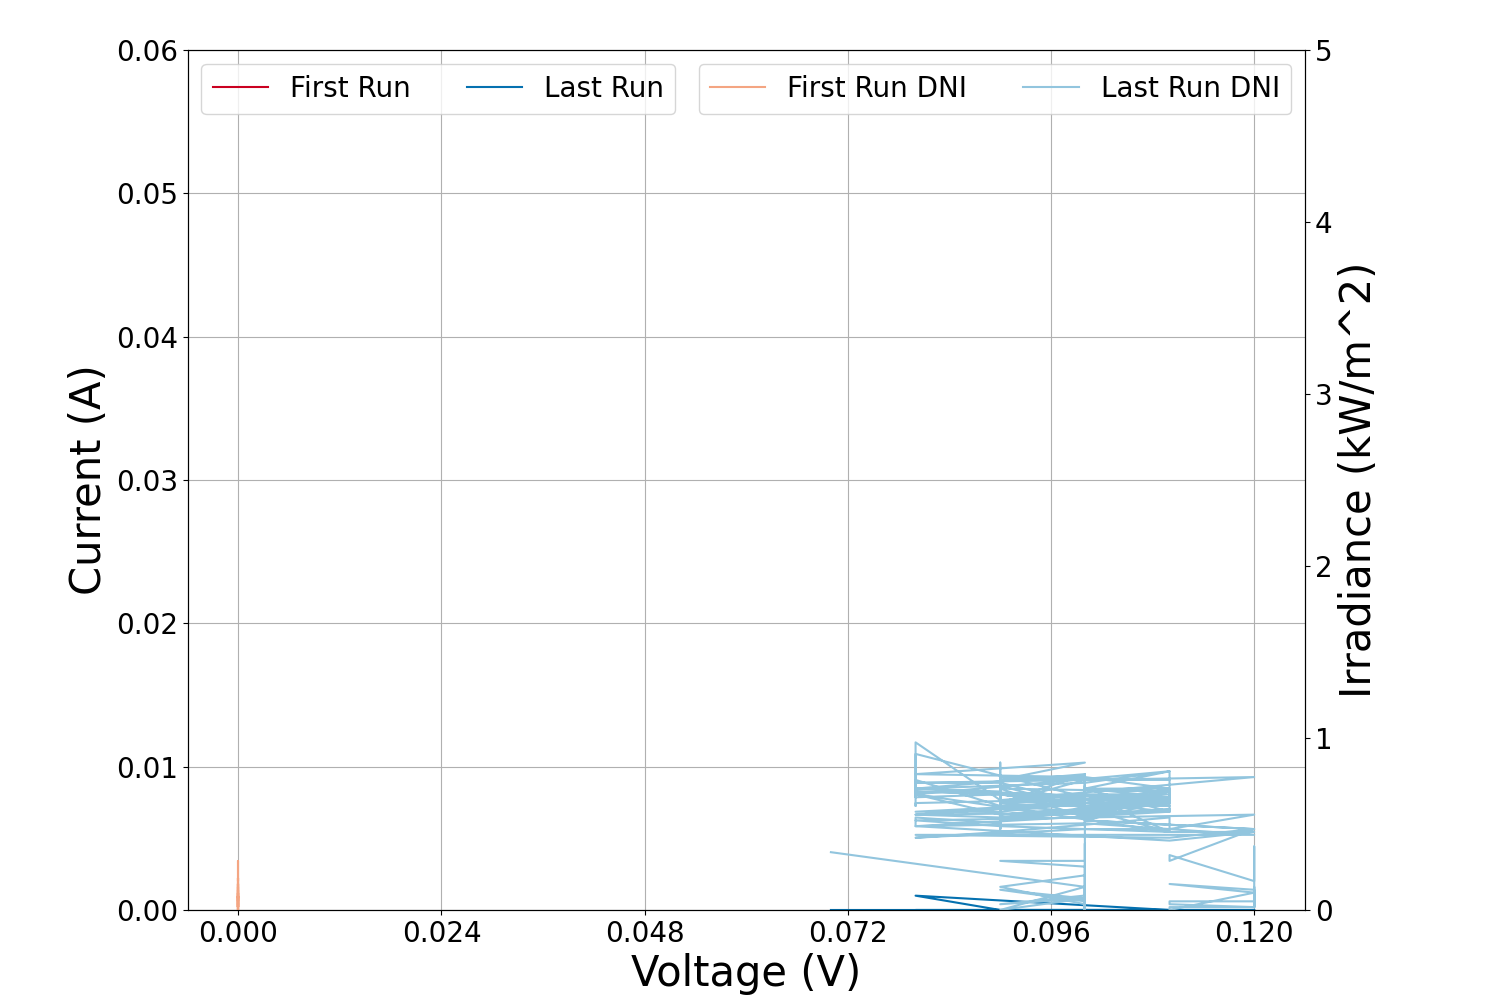 First Run
Last Run
First Run DNI
Last Run DNI
0.06
0.05
0.04
0.03
0.02
0.01
0.00
Current (A)
5
4
3
2
1
0
Irradiance (kW/m^2)
0.000 0.024 0.048 0.072 0.096 0.120
Voltage (V)